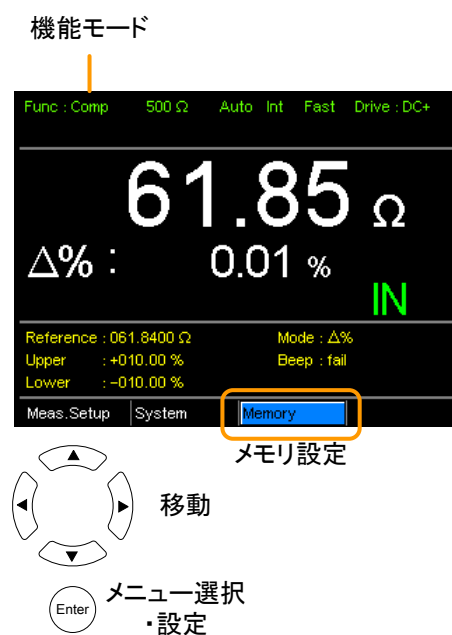 機能モード
Func : Comp 500 Ω Auto Int Fast Drive : DC+
61.85 Ω
Δ% : 0.01 %
IN
Reference : 061.8400 Ω Mode : Δ%
Upper : +010.00 % Beep : fail
Lower : -010.00 %
Meas.Setup System Memory
メモリ設定
移動
Enter メニュー選択
・設定